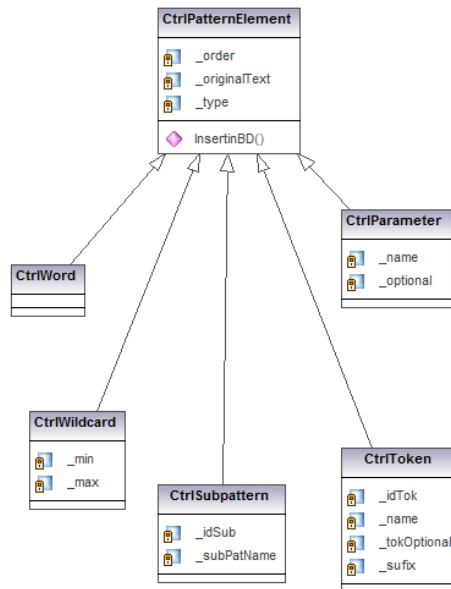 CtrlPatternElement
_order
_originalText
_type
InsertinBD()
CtrlParameter
_name
_optional
CtrlWord
CtrlWildcard
_min
_max
CtrlSubpattern
_idSub
_subPatName
CtrlToken
_idTok
_name
_tokOptional
_sufix